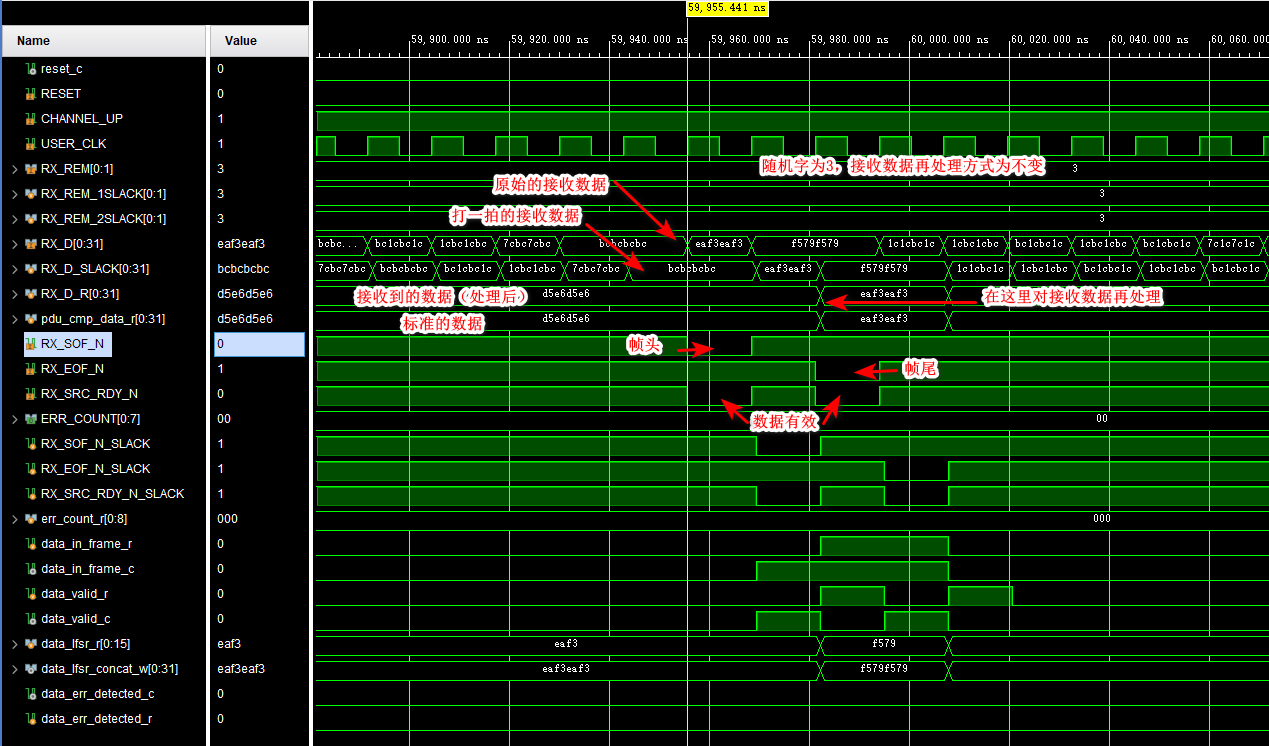 59,955.441 ns
Name Value
59,900.000 ns 59,920.000 ns 59,940.000 ns 59,960.000 ns 59,980.000 ns 60,000.000 ns 60,020.000 ns 60,040.000 ns 60,060.000
reset_c 0
RESET 0
CHANNEL_UP 1
USER_CLK 1
随机字为3,接收数据再处理方式为不变
RX_REM[0:1] 3 3
原始的接收数据
RX_REM_1SLACK[0:1] 3 3
打一拍的接收数据
RX_REM_2SLACK[0:1] 3 3
RX_D[0:31] eaf3eaf3 bcbc... bc1cbc1c 1cbc1cbc 7cbc7cbc bcbcbcbc eaf3eaf3 f579f579 1c1cbc1c 1cbc1cbc bc1cbc1c 1cbc1cbc bc1cbc1c 7c1c7c1c
RX_D_SLACK[0:31] bcbcbcbc 7cbc7cbc bcbcbcbc bc1cbc1c 1cbc1cbc 7cbc7cbc bcbcbcbc eaf3eaf3 f579f579 1c1cbc1c 1cbc1cbc bc1cbc1c 1cbc1cbc bc1cbc1c
RX_D_R[0:31] d5e6d5e6 接收到的数据(处理后) d5e6d5e6 eaf3eaf3 在这里对接收数据再处理
pdu_cmp_data_r[0:31] d5e6d5e6 标准的数据 d5e6d5e6 eaf3eaf3
RX_SOF_N 0 帧头
RX_EOF_N 1 帧尾
RX_SRC_RDY_N 0
ERR_COUNT[0:7] 00 数据有效 00
RX_SOF_N_SLACK 1
RX_EOF_N_SLACK 1
RX_SRC_RDY_N_SLACK 1
err_count_r[0:8] 000 000
data_in_frame_r 0
data_in_frame_c 0
data_valid_r 0
data_valid_c 0
data_lfsr_r[0:15] eaf3 eaf3 f579
data_lfsr_concat_w[0:31] eaf3eaf3 eaf3eaf3 f579f579
data_err_detected_c 0
data_err_detected_r 0